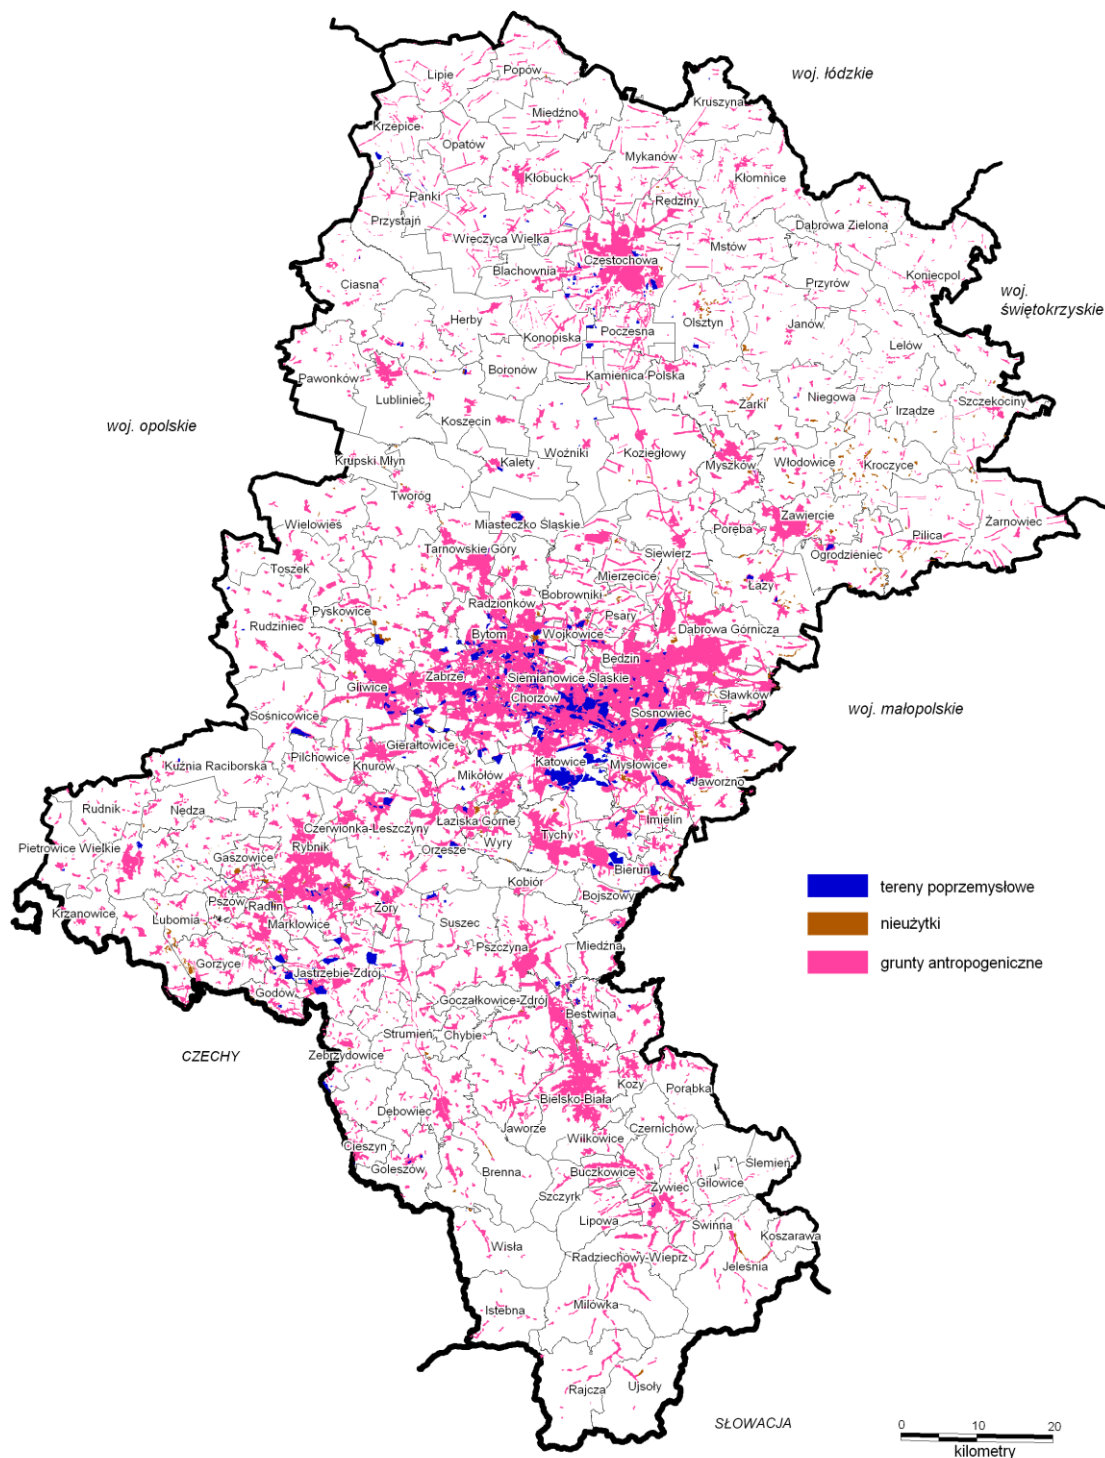 woj. łódzkie
Lipie
Popów
Kruszyna
Miedźno
Krzepice
Opatów
Mykanów
Kłomnice
Kłobuck
Panki
Rędziny
Przystajń
Dąbrowa Zielona
Wręczyca Wielka
Mstów
Częstochowa
Blachownia
Koniecpol
Ciasna
Przyrów
woj.
świętokrzyskie
Herby
Olsztyn
Janów
Konopiska
Poczesna
Lelów
Boronów
Kamienica Polska
Pawonków
Lubliniec
Żarki
Niegowa
Irządze
Szczekociny
woj. opolskie
Koszęcin
Woźniki
Koziegłowy
Krupski Młyn
Kalety
Myszków
Włodowice
Kroczyce
Tworóg
Zawiercie
Wielowieś
Miasteczko Śląskie
Poręba
Żarnowiec
Pilica
Tarnowskie Góry
Siewierz
Ogrodzieniec
Toszek
Mierzęcice
Łazy
Bobrowniki
Radzionków
Pyskowice
Psary
Rudziniec
Bytom
Wojkowice
Dąbrowa Górnicza
Będzin
Zabrze
Siemianowice Śląskie
Gliwice
Chorzów
Sławków
Sosnowiec
woj. małopolskie
Sośnicowice
Gierałtowice
Pilchowice
Knurów
Katowice
Mysłowice
Kuźnia Raciborska
Mikołów
Jaworzno
Rudnik
Nędza
Łaziska Górne
Imielin
Czerwionka-Leszczyny
Tychy
Pietrowice Wielkie
Rybnik
Orzesze
Wyry
Gaszowice
Bieruń
Kobiór
tereny poprzemysłowe
Pszów
Radlin
Żory
Bojszowy
Krzanowice
Lubomia
Marklowice
Suszec
nieużytki
Pszczyna
Miedźna
Gorzyce
Jastrzębie-Zdrój
grunty antropogeniczne
Godów
Goczałkowice-Zdrój
Bestwina
Strumień
Chybie
CZECHY
Zebrzydowice
Kozy
Porąbka
Bielsko-Biała
Dębowiec
Jaworze
Czernichów
Wilkowice
Cieszyn
Goleszów
Brenna
Buczkowice
Ślemień
Żywiec
Gilowice
Szczyrk
Lipowa
Świnna
Koszarawa
Wisła
Radziechowy-Wieprz
Jeleśnia
Istebna
Milówka
Rajcza
Ujsoły
SŁOWACJA
0 10 20
kilometry